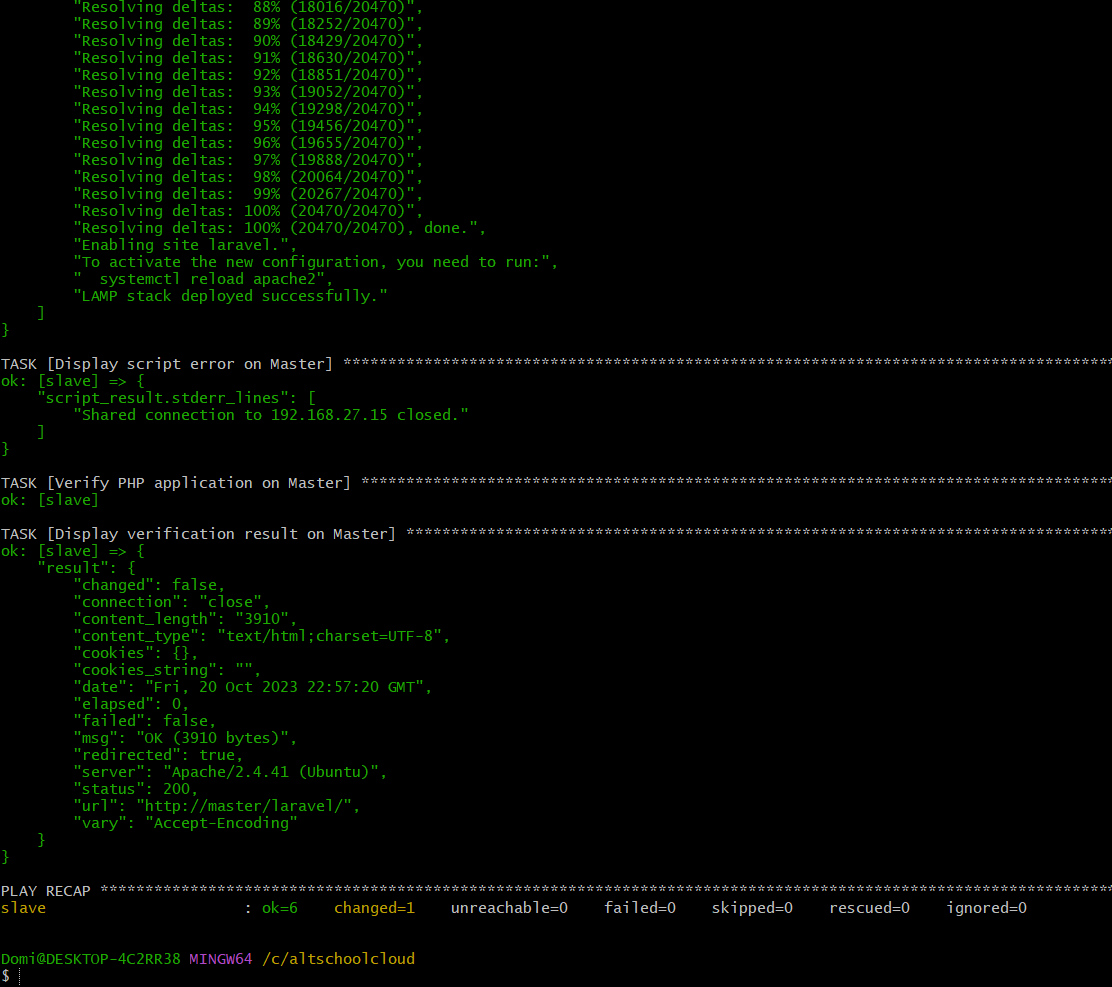 "Resolving deltas:  88% (18016/20470)",
"Resolving deltas:  89% (18252/20470)",
"Resolving deltas:  90% (18429/20470)",
"Resolving deltas:  91% (18630/20470)",
"Resolving deltas:  92% (18851/20470)",
"Resolving deltas:  93% (19052/20470)",
"Resolving deltas:  94% (19298/20470)",
"Resolving deltas:  95% (19456/20470)",
"Resolving deltas:  96% (19655/20470)",
"Resolving deltas:  97% (19888/20470)",
"Resolving deltas:  98% (20064/20470)",
"Resolving deltas:  99% (20267/20470)",
"Resolving deltas: 100% (20470/20470)",
"Resolving deltas: 100% (20470/20470), done.",
"Enabling site laravel.",
"To activate the new configuration, you need to run:",
"  systemctl reload apache2",
"LAMP stack deployed successfully."
]
}
TASK [Display script error on Master] *************************************************************************************
ok: [slave] => {
"script_result.stderr_lines": [
"Shared connection to 192.168.27.15 closed."
]
}
TASK [Verify PHP application on Master] ***********************************************************************************
ok: [slave]
TASK [Display verification result on Master] ******************************************************************************
ok: [slave] => {
"result": {
"changed": false,
"connection": "close",
"content_length": "3910",
"content_type": "text/html;charset=UTF-8",
"cookies": {},
"cookies_string": "",
"date": "Fri, 20 Oct 2023 22:57:20 GMT",
"elapsed": 0,
"failed": false,
"msg": "OK (3910 bytes)",
"redirected": true,
"server": "Apache/2.4.41 (Ubuntu)",
"status": 200,
"url": "http://master/laravel/",
"vary": "Accept-Encoding"
}
}
PLAY RECAP ****************************************************************************************************************
slave                      : ok=6    changed=1    unreachable=0    failed=0    skipped=0    rescued=0    ignored=0
Domi@DESKTOP-4C2RR38 MINGW64 /c/altschoolcloud
$